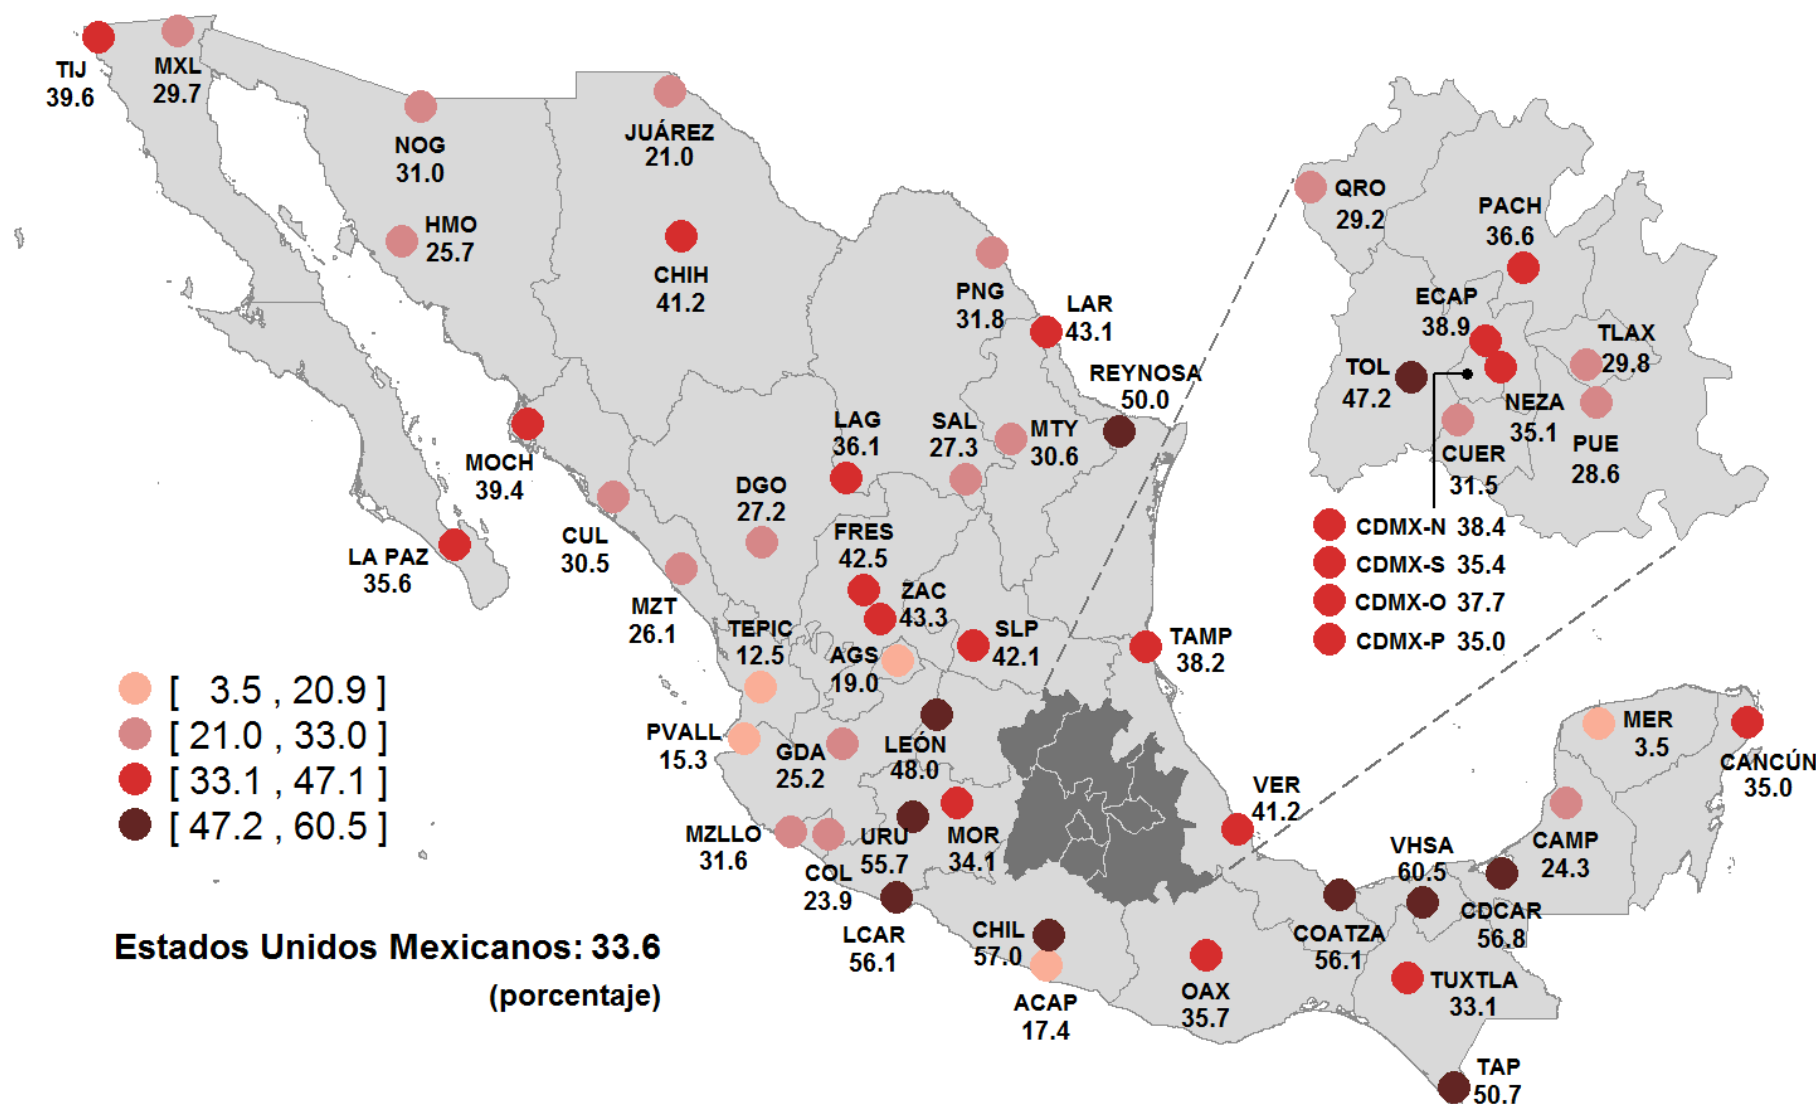 TIJ
39.6
MXL
29.7
NOG
31.0
HMO
25.7
JUÁREZ
21.0
CHIH
41.2
PNG
31.8
LAR
43.1
REYNOSA
50.0
QRO
29.2
PACH
36.6
ECAP
38.9
TOL
47.2
TLAX
29.8
NEZA
35.1
PUE
28.6
CUER
31.5
CDMX-N 38.4
CDMX-S 35.4
CDMX-O 37.7
CDMX-P 35.0
MOCH
39.4
LA PAZ
35.6
CUL
30.5
MZT
26.1
DGO
27.2
LAG
36.1
SAL
27.3
MTY
30.6
FRES
42.5
ZAC
43.3
SLP
42.1
TAMP
38.2
TEPIC
12.5
AGS
19.0
PVALL
15.3
GDA
25.2
LEÓN
48.0
MZLLO
31.6
COL
23.9
URU
55.7
MOR
34.1
LCAR
56.1
CHIL
57.0
ACAP
17.4
OAX
35.7
VER
41.2
COATZA
56.1
VHSA
60.5
CDCAR
56.8
TUXTLA
33.1
TAP
50.7
CAMP
24.3
MER
3.5
CANCÚN
35.0
[ 3.5 , 20.9 ]
[ 21.0 , 33.0 ]
[ 33.1 , 47.1 ]
[ 47.2 , 60.5 ]
Estados Unidos Mexicanos: 33.6
(porcentaje)